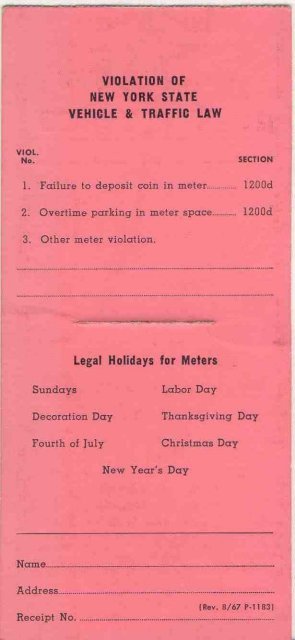 VIOLATION OF
NEW YORK STATE
VEHICLE & TRAFFIC LAW
VIOL.
No. SECTION
1. Failure to deposit coin in meter............ 1200d
2. Overtime parking in meter space.......... 1200d
3. Other meter violation.
Legal Holidays for Meters
Sundays Labor Day
Decoration Day Thanksgiving Day
Fourth of July Christmas Day
New Year's Day
Name
Address
(Rev. 8/67 P-1183)
Receipt No.